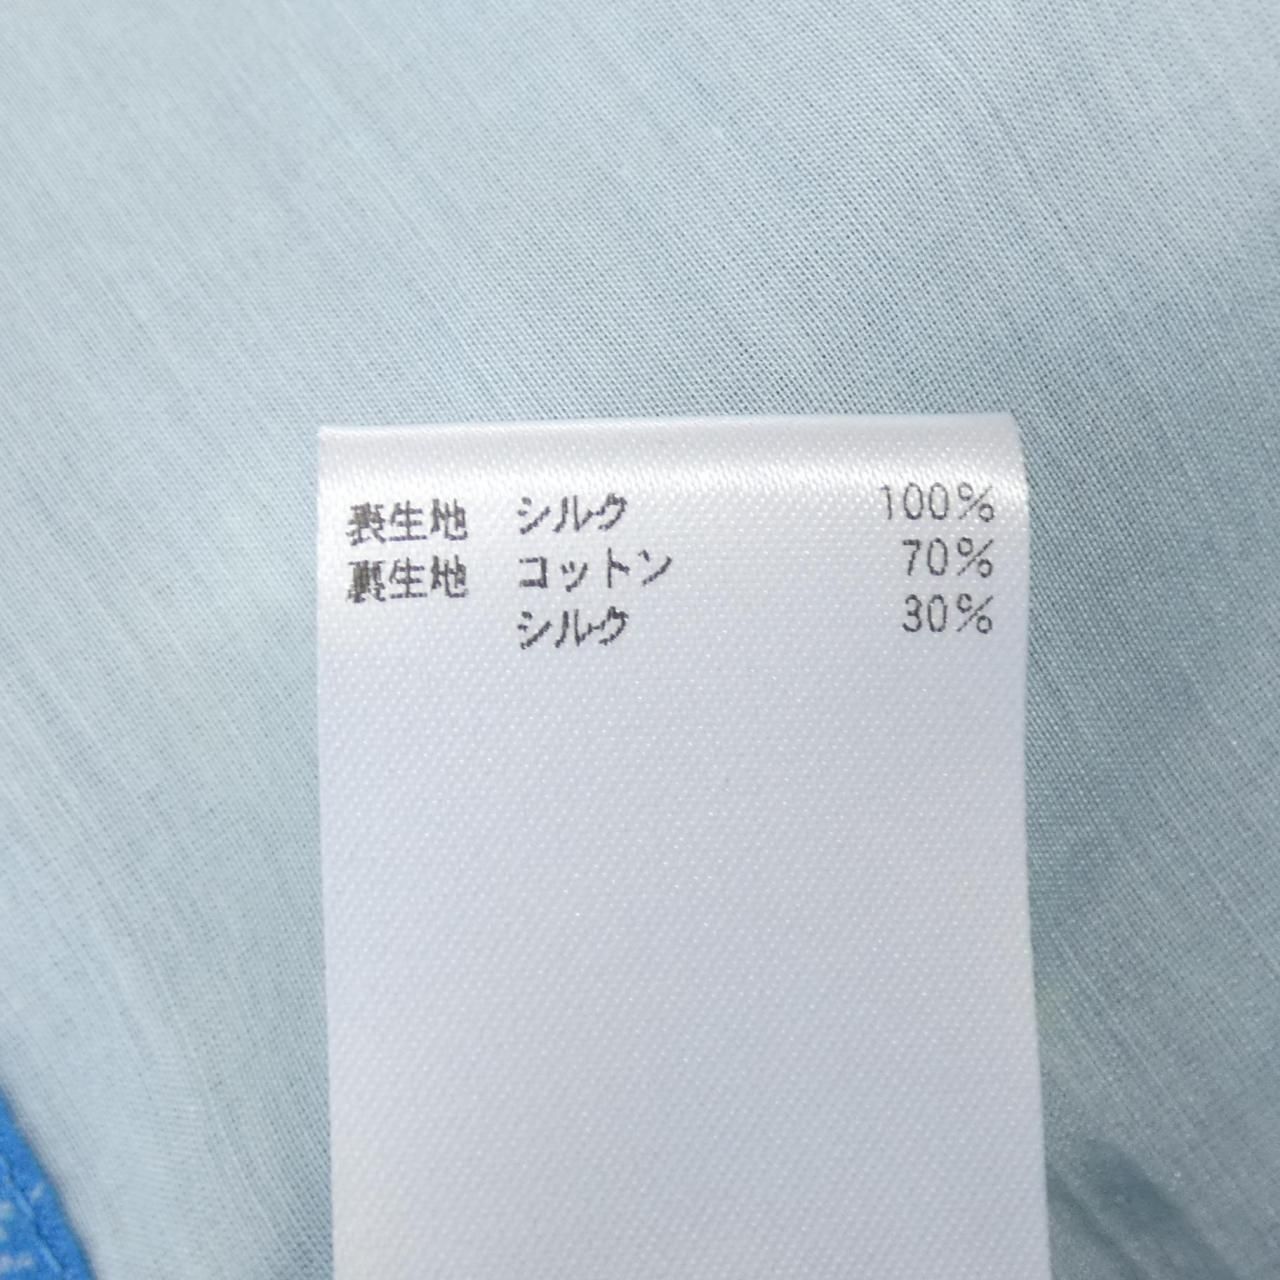 表生地 シルク 100%
裏生地 コットン 70%
シルク 30%